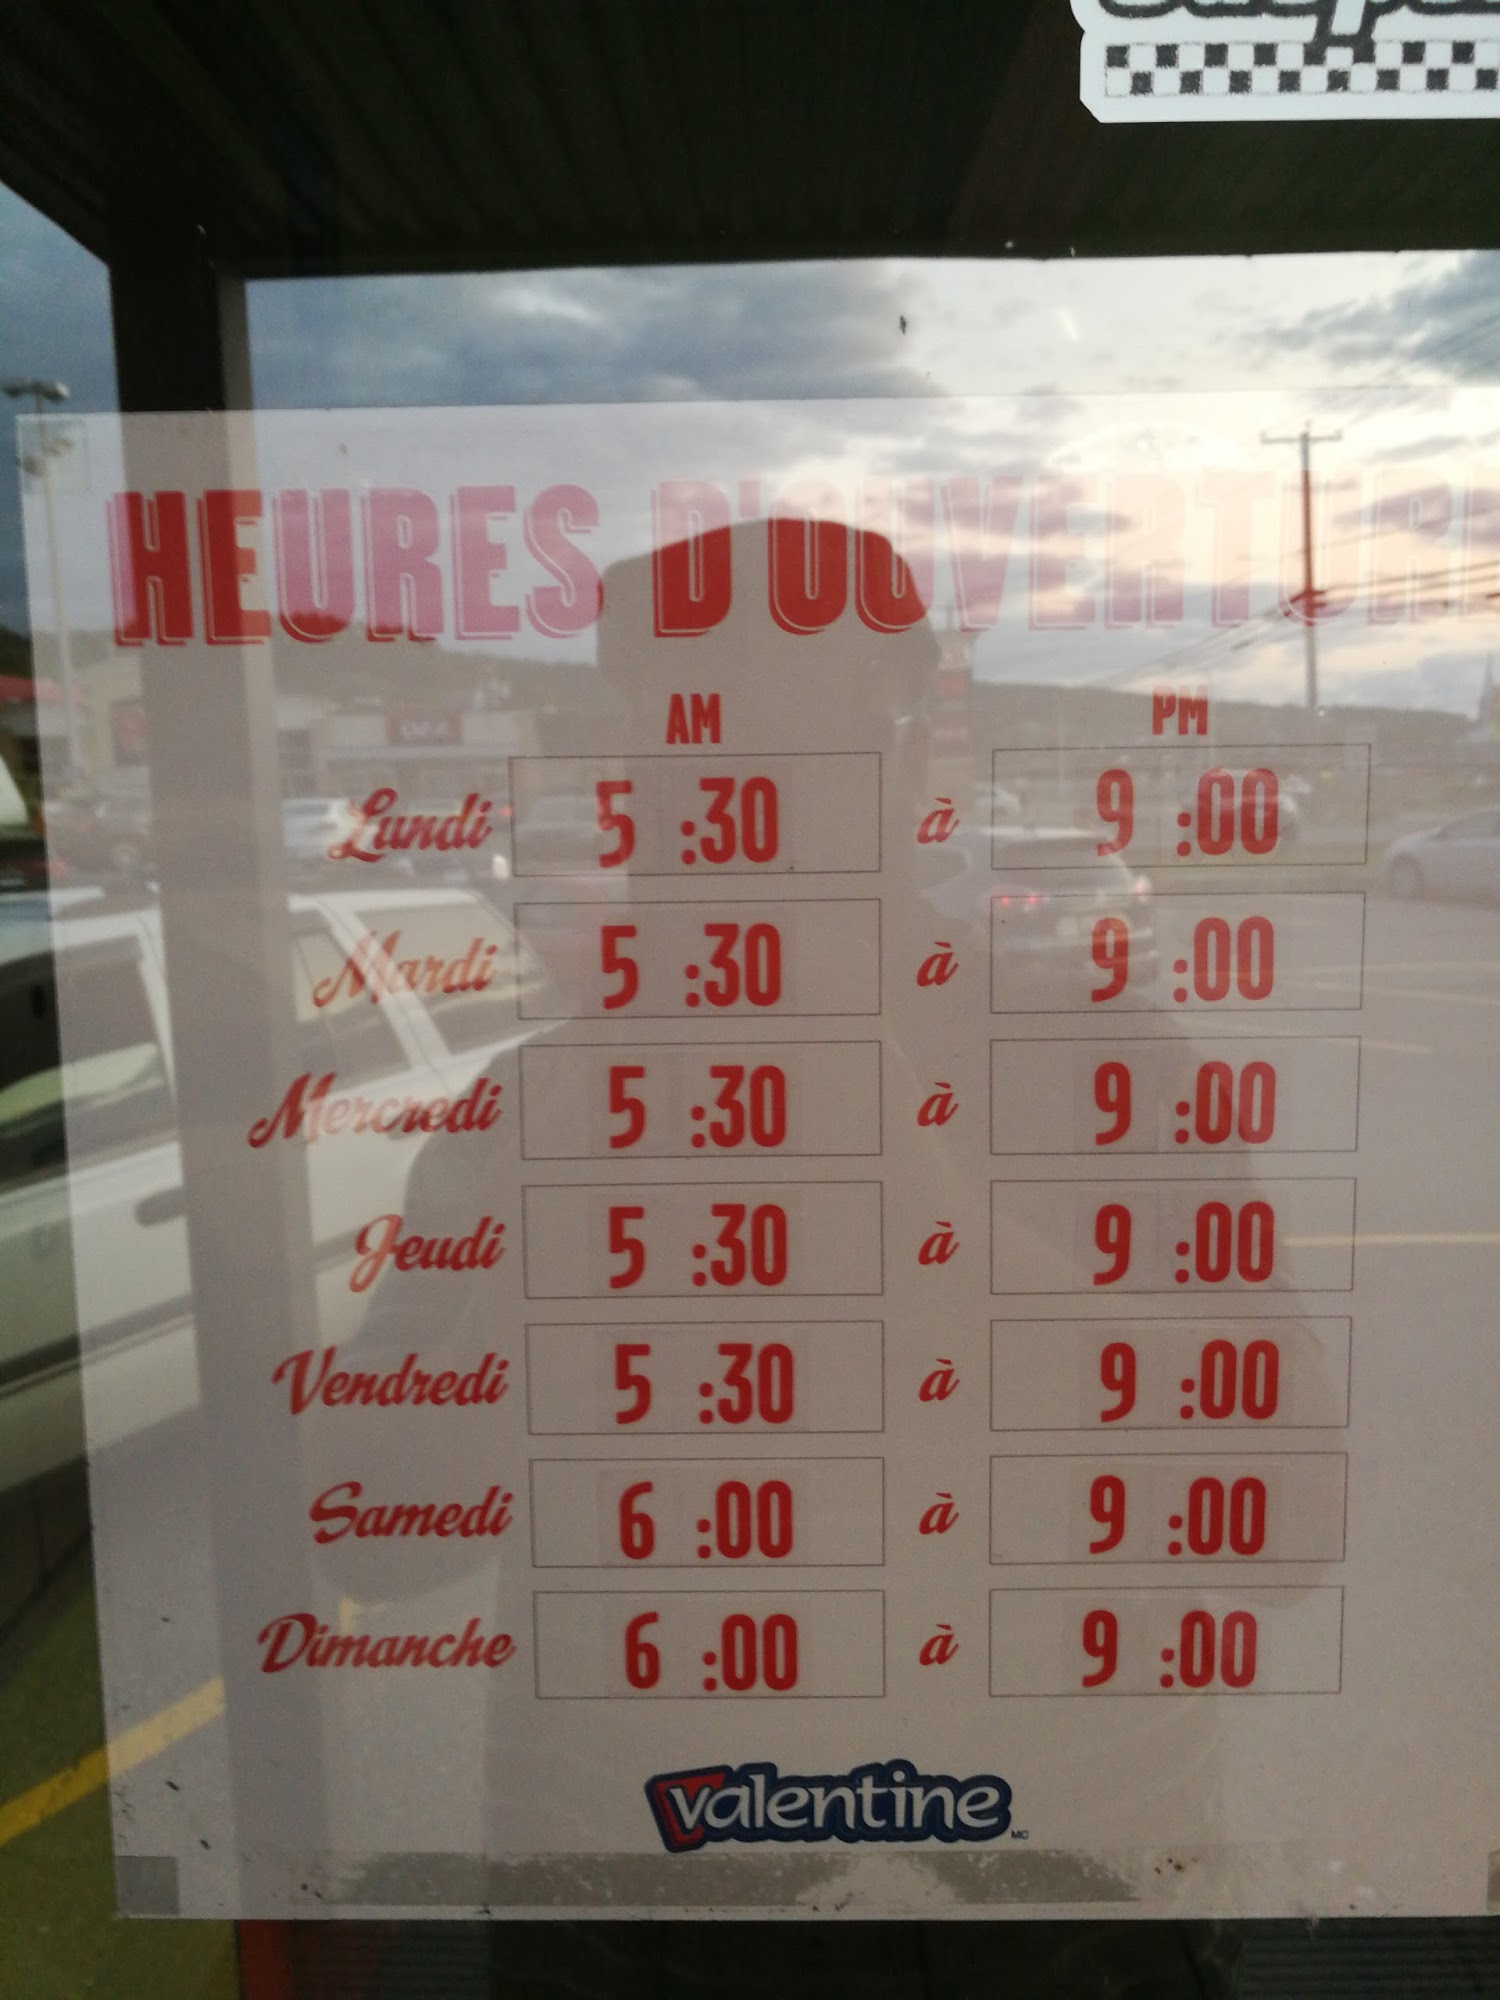 HEURES D'OUVERTUR
AM PM
Lundi 5 :30 à 9 :00
Mardi 5 :30 à 9 :00
Mercredi 5 :30 à 9 :00
Jeudi 5 :30 à 9 :00
Vendredi 5 :30 à 9 :00
Samedi 6 :00 à 9 :00
Dimanche 6 :00 à 9 :00
valentine MC